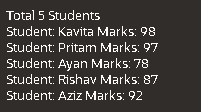 Total 5 Students
Student: Kavita Marks: 98
Student: Pritam Marks: 97
Student: Ayan Marks: 78
Student: Rishav Marks: 87
Student: Aziz Marks: 92